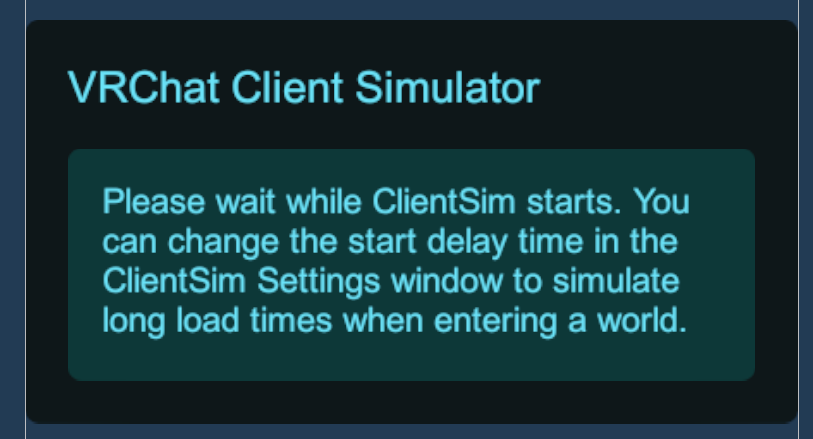 VRChat Client Simulator
Please wait while ClientSim starts. You
can change the start delay time in the
ClientSim Settings window to simulate
long load times when entering a world.